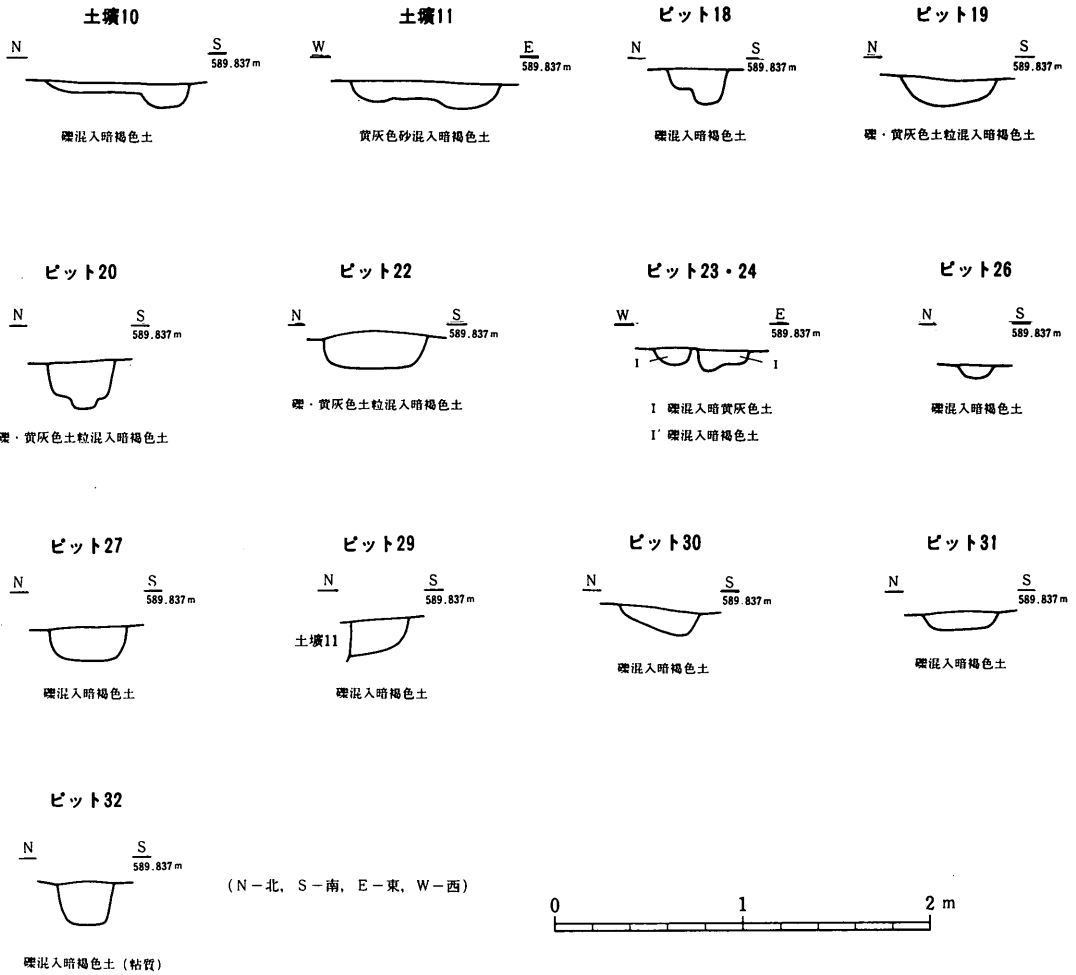 土壙10
N S
589.837m
礫混入暗褐色土
土壙11
W E
589.837m
黄灰色砂混入暗褐色土
ピット18
N S
589.837m
礫混入暗褐色土
ピット19
N S
589.837m
礫・黄灰色土粒混入暗褐色土
ピット20
N S
589.837m
礫・黄灰色土粒混入暗褐色土
ピット22
N S
589.837m
礫・黄灰色土粒混入暗褐色土
ピット23・24
W E
589.837m
I I
I 礫混入暗黄灰色土
I′ 礫混入暗褐色土
ピット26
N S
589.837m
礫混入暗褐色土
ピット27
N S
589.837m
礫混入暗褐色土
ピット29
N S
589.837m
土壙11
礫混入暗褐色土
ピット30
N S
589.837m
礫混入暗褐色土
ピット31
N S
589.837m
礫混入暗褐色土
ピット32
N S
589.837m
礫混入暗褐色土(粘質)
(N−北, S−南, E−東, W−西)
0 1 2 m